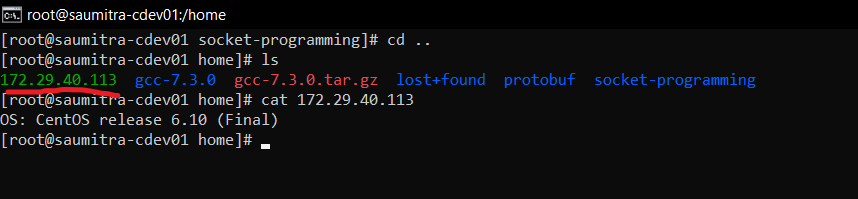 root@saumitra-cdev01:/home
[root@saumitra-cdev01 socket-programming]# cd ..
[root@saumitra-cdev01 home]# ls
172.29.40.113 gcc-7.3.0 gcc-7.3.0.tar.gz lost+found protobuf socket-programming
[root@saumitra-cdev01 home]# cat 172.29.40.113
OS: CentOS release 6.10 (Final)
[root@saumitra-cdev01 home]#